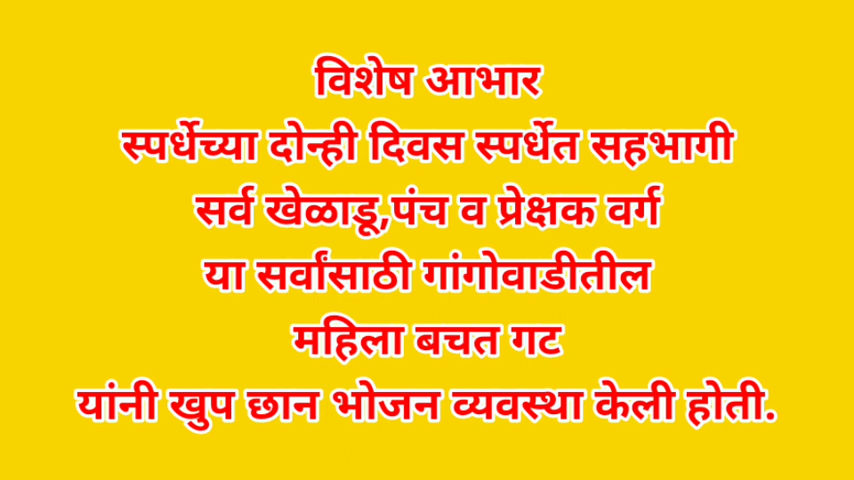 विशेष आभार
स्पर्धेच्या दोन्ही दिवस स्पर्धेत सहभागी
सर्व खेळाडू,पंच व प्रेक्षक वर्ग
या सर्वांसाठी गांगोवाडीतील
महिला बचत गट
यांनी खुप छान भोजन व्यवस्था केली होती.